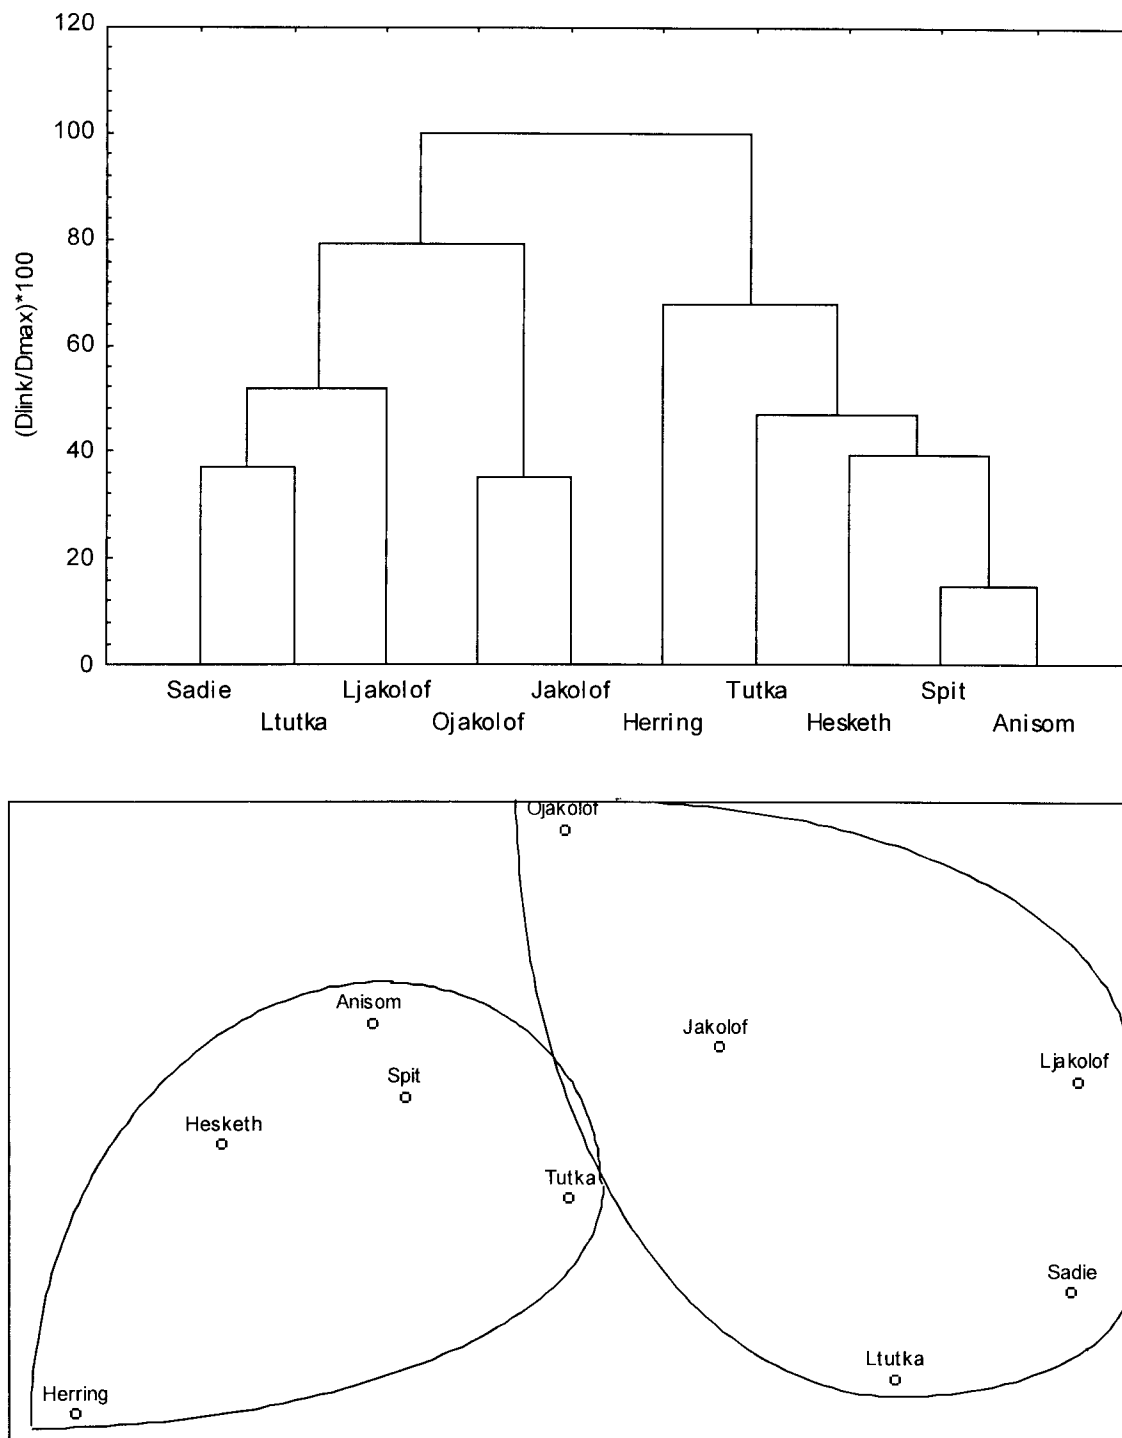 120
100
80
60
40
20
0
(Dlink/Dmax)*100
Sadie Ljakolof Jakolof Tutka Spit
Ltutka Ojakolof Herring Hesketh Anisom
Ojakolof
Anisom
Jakolof
Ljakolof
Spit
Hesketh
Tutka
Sadie
Ltutka
Herring